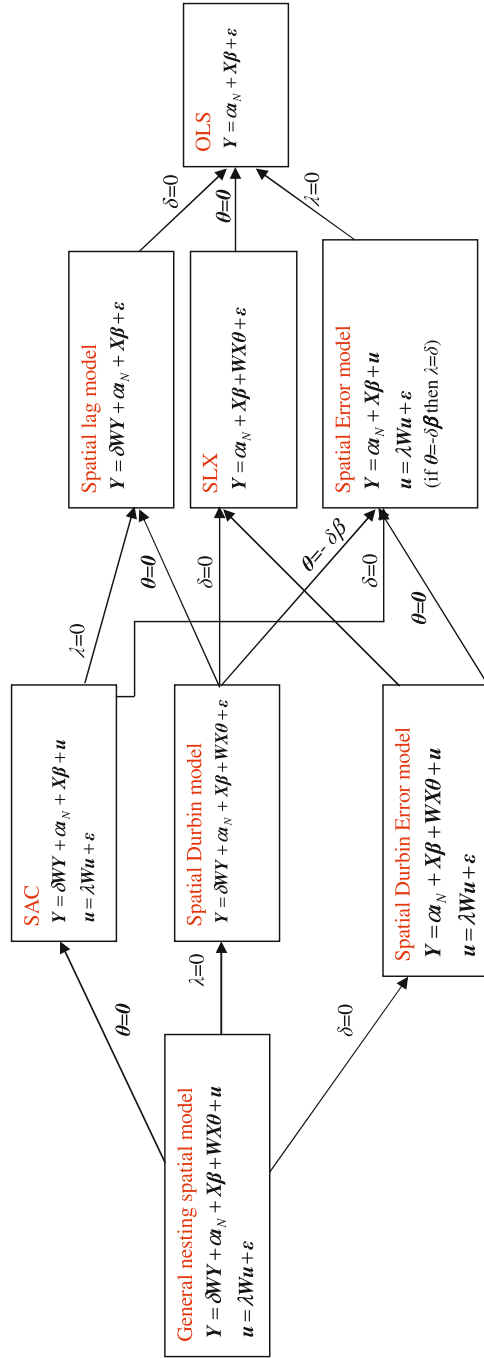 General nesting spatial model
Y = δWY + αι_N + Xβ + WXθ + u
u = λWu + ε
θ=0
λ=0
δ=0
SAC
Y = δWY + αι_N + Xβ + u
u = λWu + ε
Spatial Durbin model
Y = δWY + αι_N + Xβ + WXθ + ε
Spatial Durbin Error model
Y = αι_N + Xβ + WXθ + u
u = λWu + ε
λ=0
θ=0
δ=0
θ=- δβ
δ=0
θ=0
Spatial lag model
Y = δWY + αι_N + Xβ + ε
SLX
Y = αι_N + Xβ + WXθ + ε
Spatial Error model
Y = αι_N + Xβ + u
u = λWu + ε
(if θ=-δβ then λ=δ)
δ=0
θ=0
λ=0
OLS
Y = αι_N + Xβ + ε